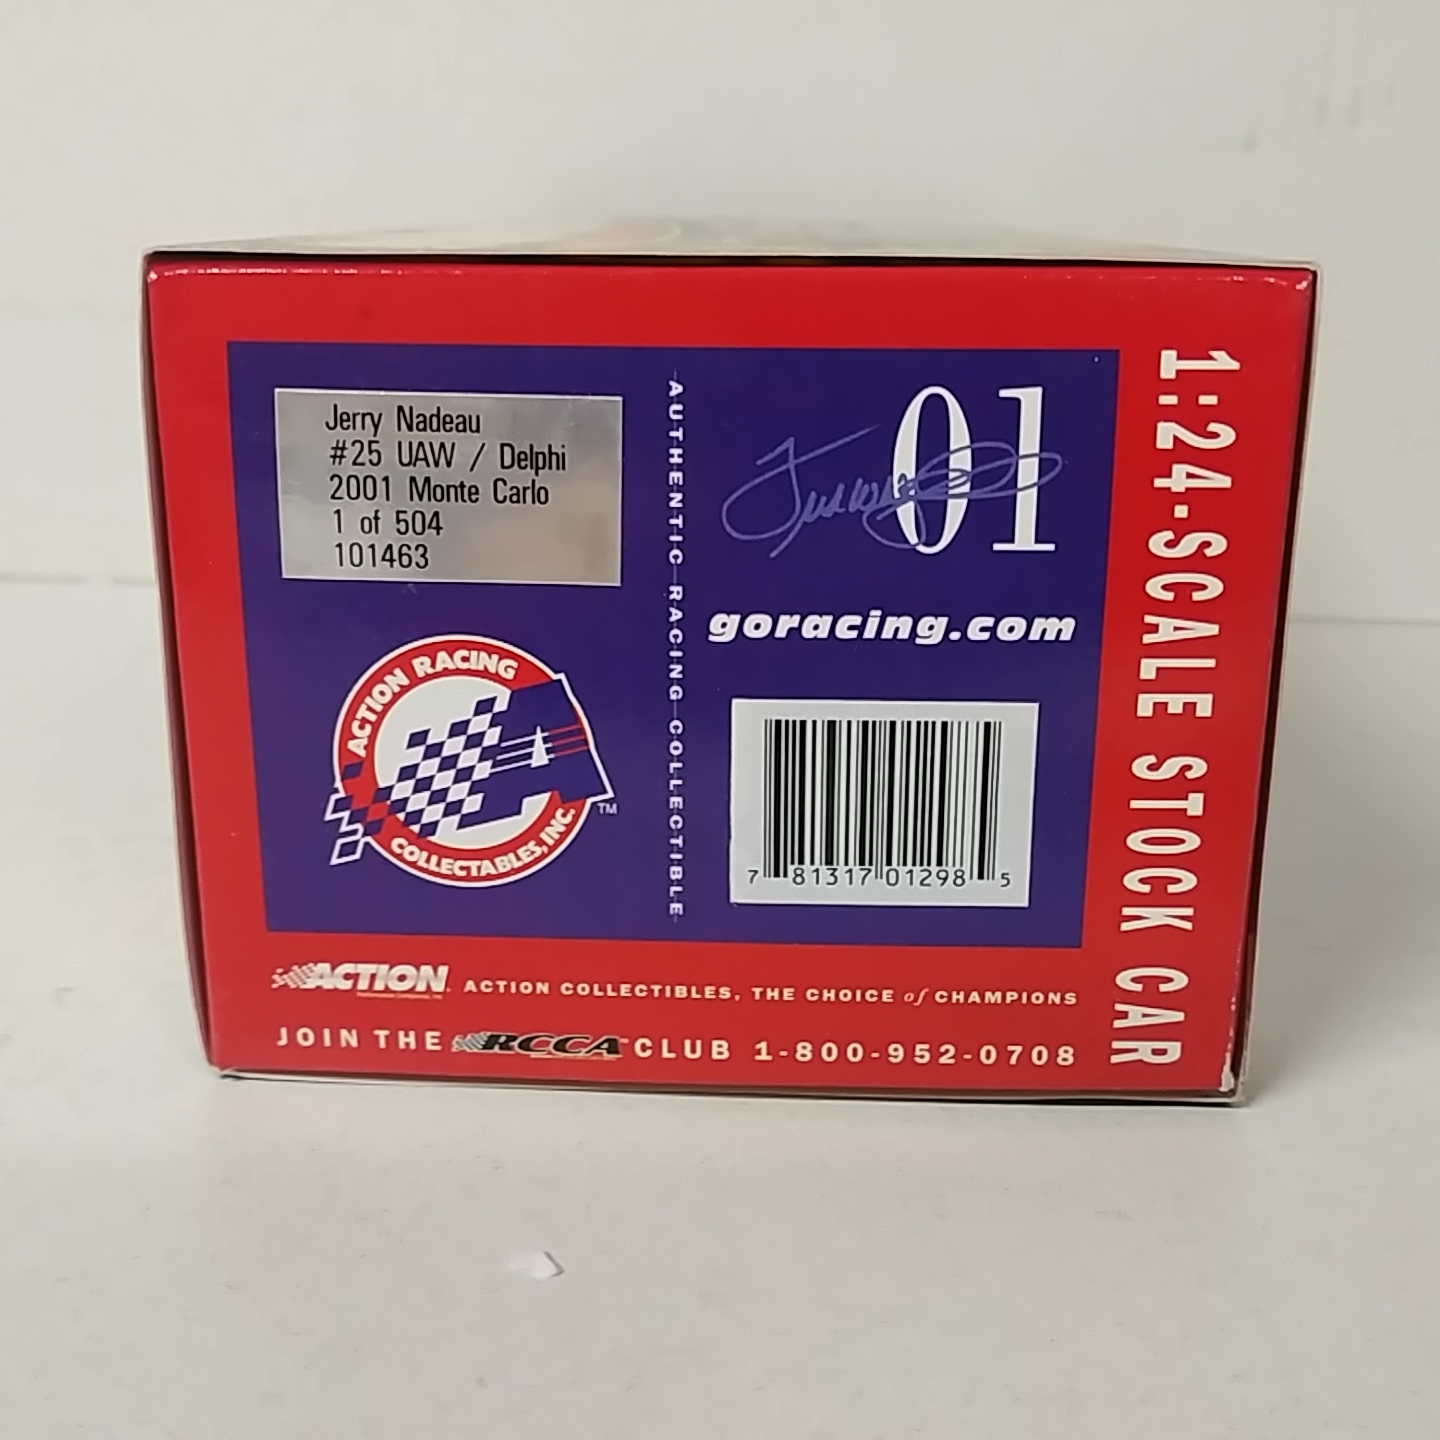 Jerry Nadeau
#25 UAW / Delphi
2001 Monte Carlo
1 of 504
101463
ACTION RACING
COLLECTABLES, INC.
TM
AUTHENTIC RACING COLLECTIBLE
01
goracing.com
7 81317 01298 5
1:24-SCALE STOCK CAR
ACTION
ACTION COLLECTIBLES, THE CHOICE of CHAMPIONS
JOIN THE RCCA CLUB 1-800-952-0708